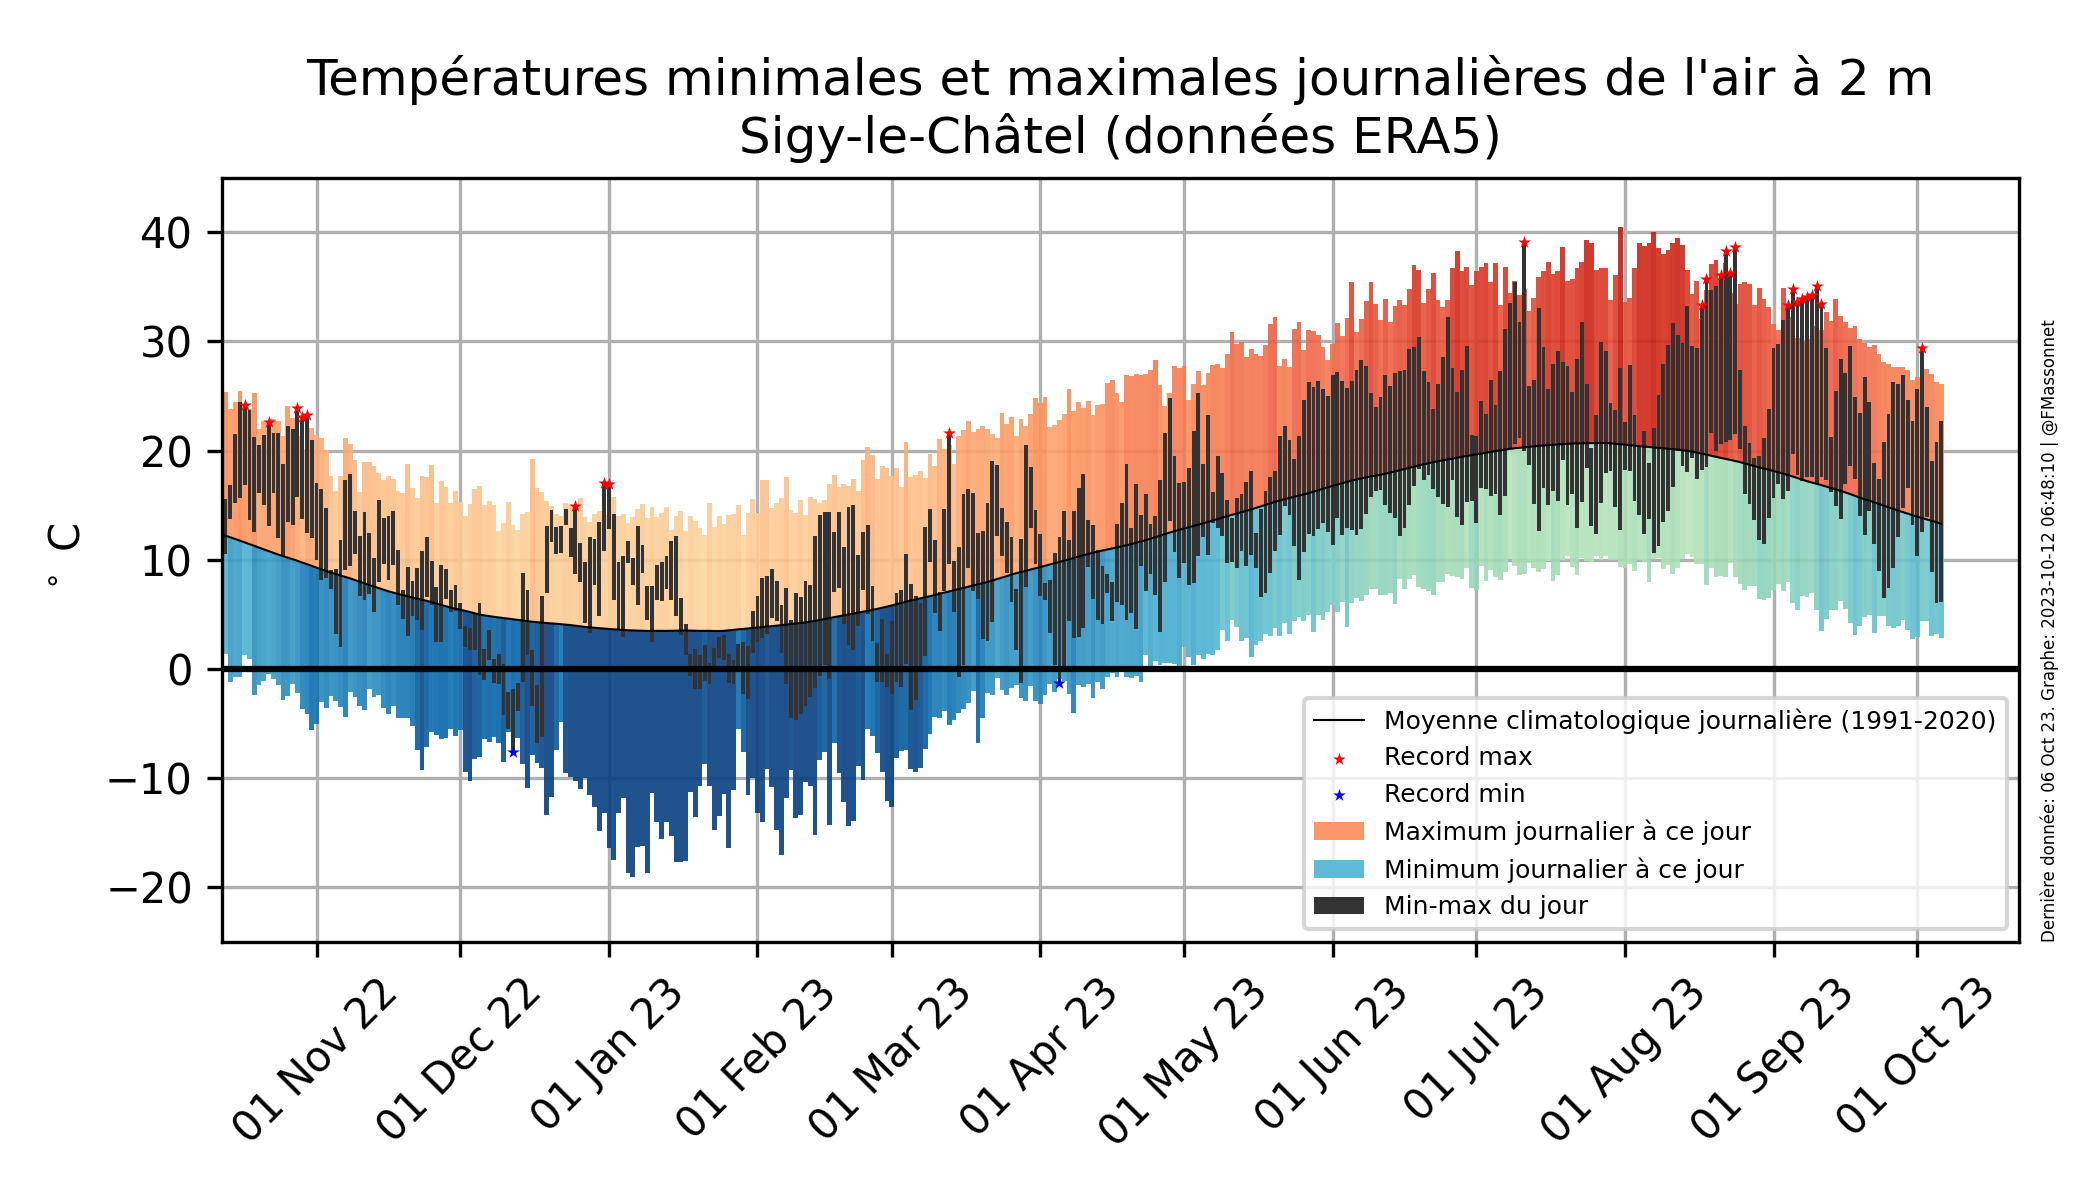 Températures minimales et maximales journalières de l'air à 2 m
Sigy-le-Châtel (données ERA5)
40
30
20
10
0
−10
−20
° C
01 Nov 22
01 Dec 22
01 Jan 23
01 Feb 23
01 Mar 23
01 Apr 23
01 May 23
01 Jun 23
01 Jul 23
01 Aug 23
01 Sep 23
01 Oct 23
Moyenne climatologique journalière (1991-2020)
Record max
Record min
Maximum journalier à ce jour
Minimum journalier à ce jour
Min-max du jour
Dernière donnée: 06 Oct 23. Graphe: 2023-10-12 06:48:10 | @FMassonnet